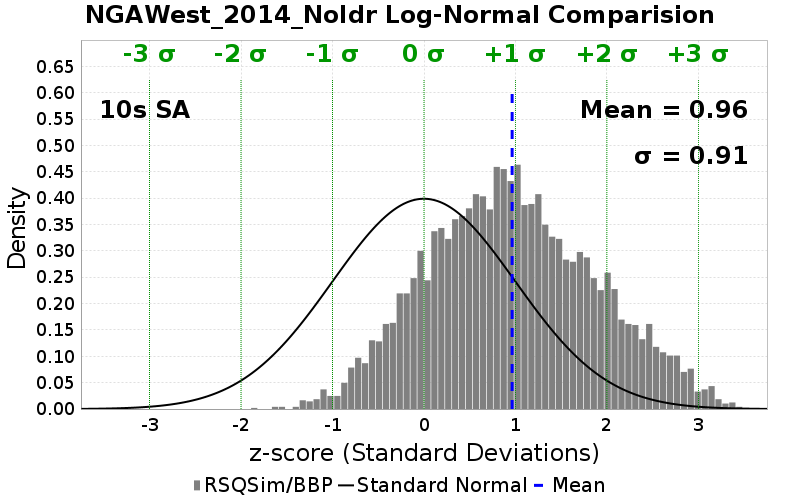 NGAWest_2014_NoIdr Log-Normal Comparision
-3 σ -2 σ -1 σ 0 σ +1 σ +2 σ +3 σ
10s SA
Mean = 0.96
σ = 0.91
Density
0.65
0.60
0.55
0.50
0.45
0.40
0.35
0.30
0.25
0.20
0.15
0.10
0.05
0.00
-3 -2 -1 0 1 2 3
z-score (Standard Deviations)
RSQSim/BBP Standard Normal Mean